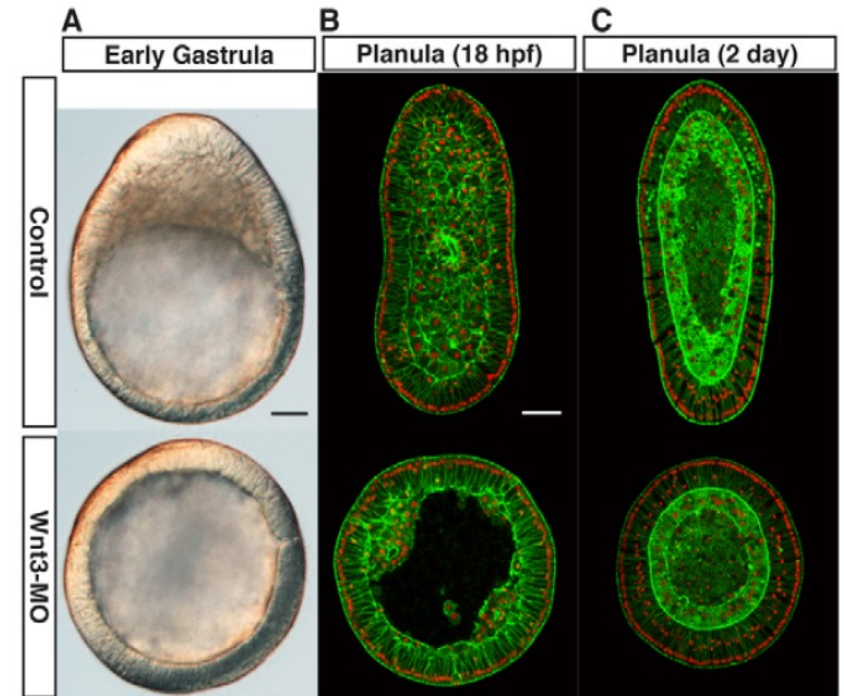 A
B
C
Early Gastrula
Planula (18 hpf)
Planula (2 day)
Control
Wnt3-MO